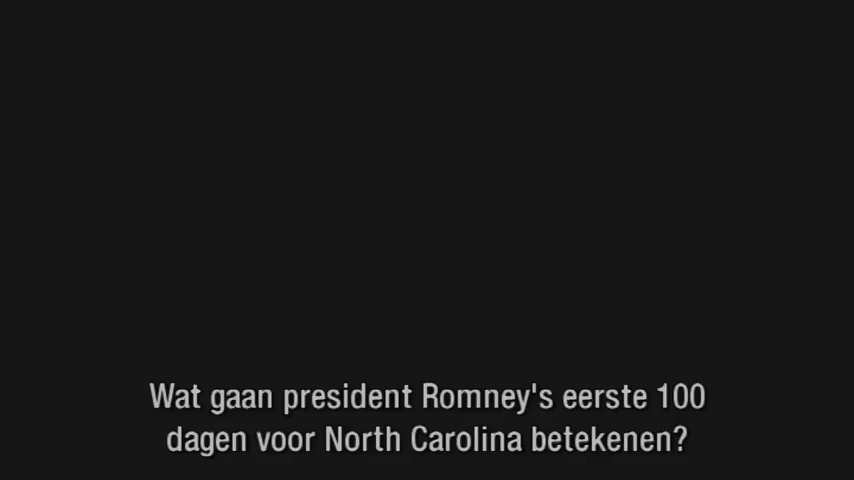 Wat gaan president Romney's eerste 100
dagen voor North Carolina betekenen?